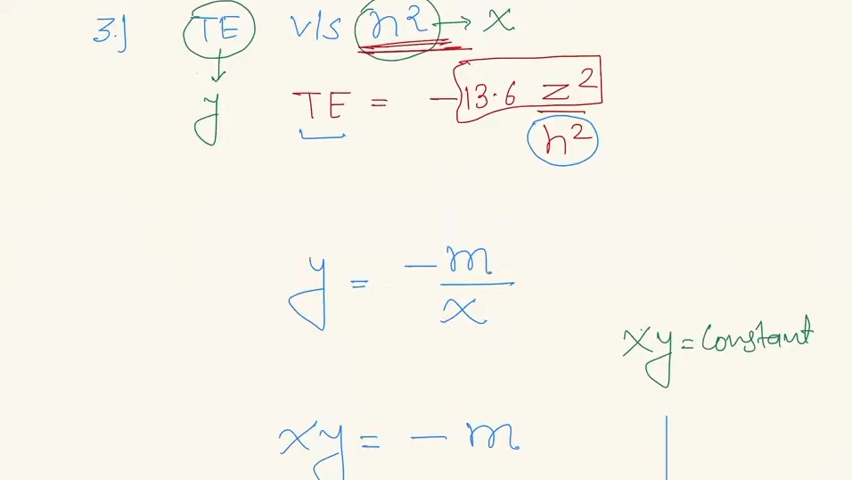 3.) TE v/s n² → x
↓
y TE = - 13.6 z²/n²
y = -m/x
xy = constant
xy = - m